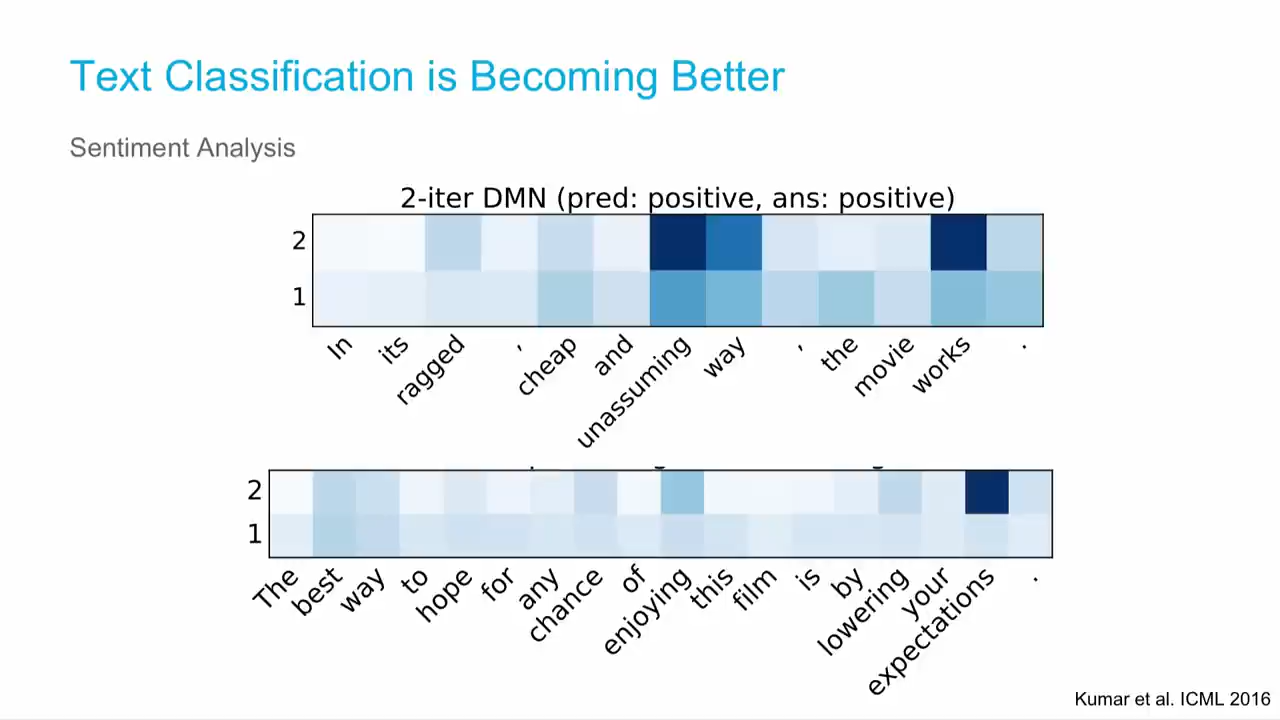 Text Classification is Becoming Better
Sentiment Analysis
2-iter DMN (pred: positive, ans: positive)
2
1
In its ragged , cheap and unassuming way , the movie works .
2
1
The best way to hope for any chance of enjoying this film is by lowering your expectations .
Kumar et al. ICML 2016